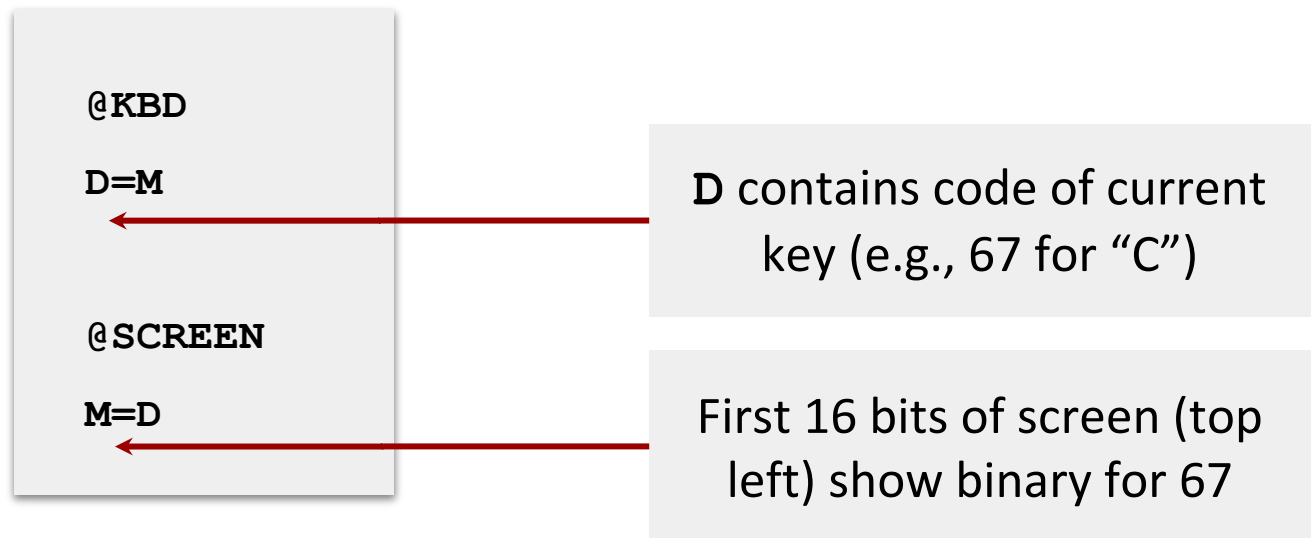 @KBD
D=M
D contains code of current
key (e.g., 67 for “C”)
@SCREEN
M=D
First 16 bits of screen (top
left) show binary for 67